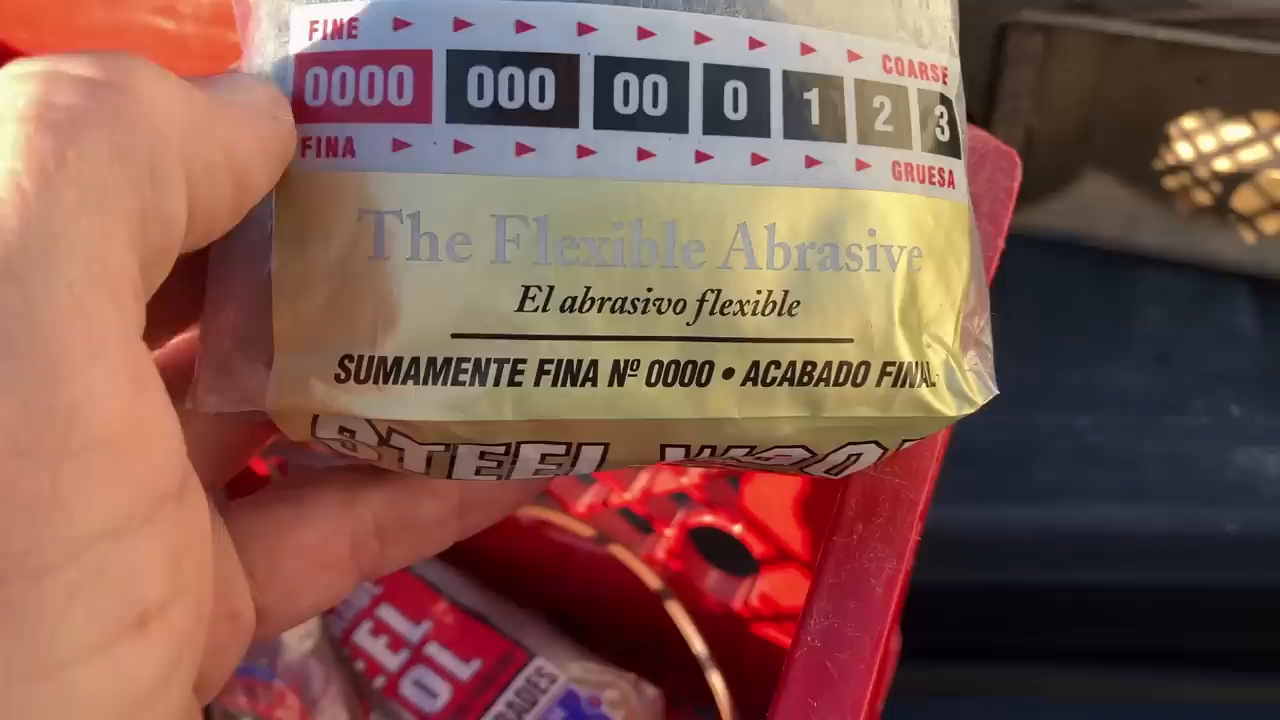 FINE
COARSE
0000 000 00 0 1 2 3
FINA
GRUESA
The Flexible Abrasive
El abrasivo flexible
SUMAMENTE FINA Nº 0000 • ACABADO FINAL
STEEL WOOL